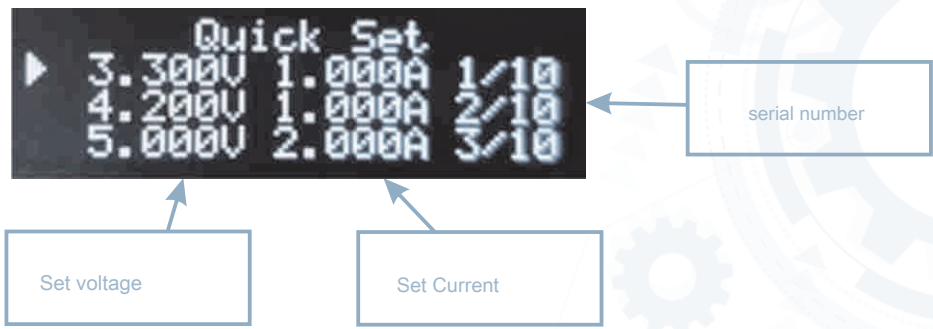 Quick Set
3.300V 1.000A 1/10
4.200V 1.000A 2/10
5.000V 2.000A 3/10
serial number
Set voltage
Set Current